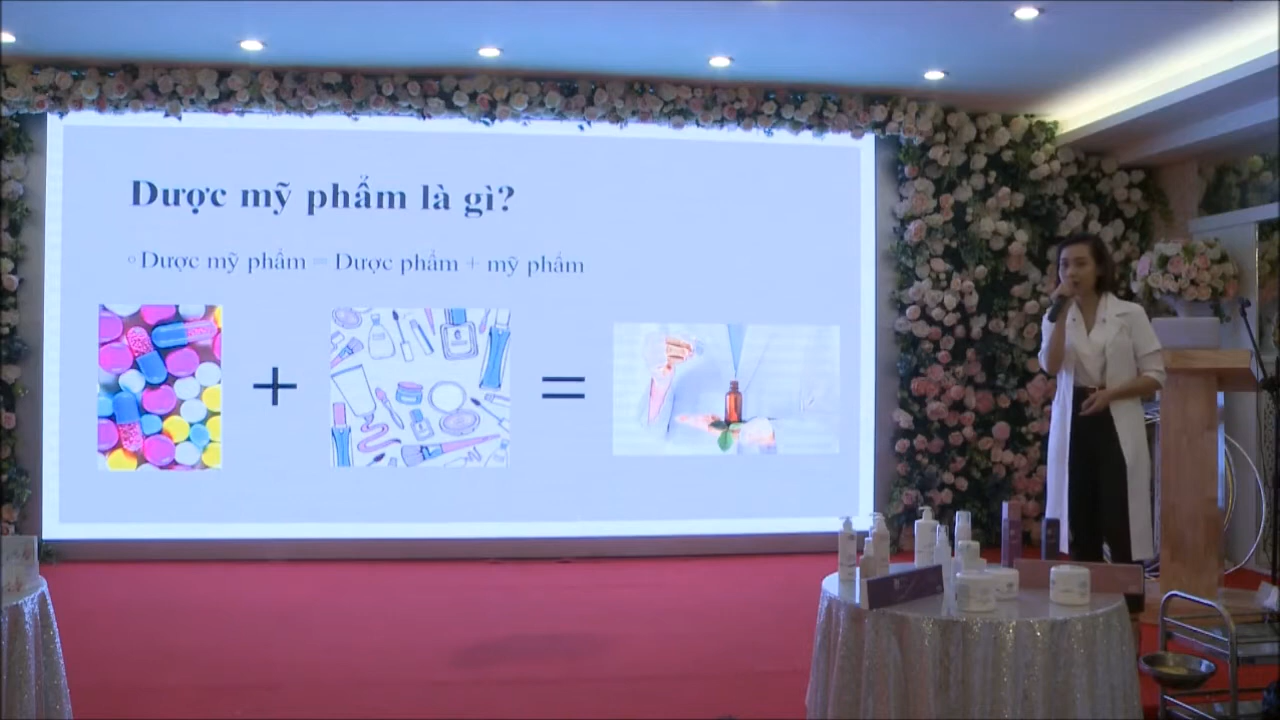 Dược mỹ phẩm là gì?
Dược mỹ phẩm = Dược phẩm + mỹ phẩm
+ =